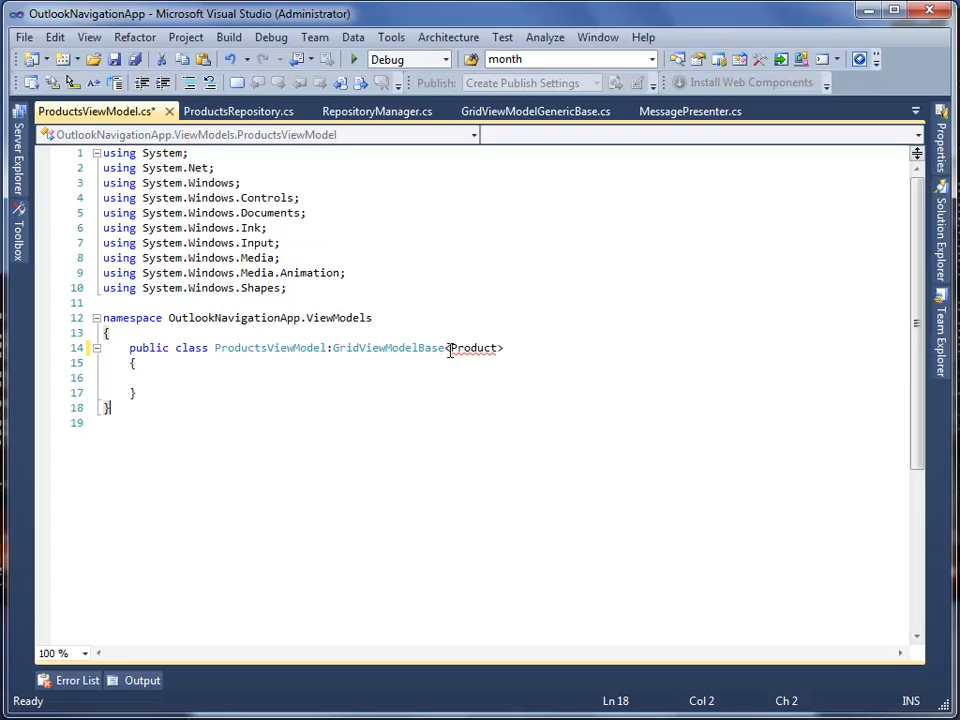 OutlookNavigationApp - Microsoft Visual Studio (Administrator)
File Edit View Refactor Project Build Debug Team Data Tools Architecture Test Analyze Window Help
Debug month
Publish: Create Publish Settings Install Web Components
ProductsViewModel.cs* ProductsRepository.cs RepositoryManager.cs GridViewModelGenericBase.cs MessagePresenter.cs
OutlookNavigationApp.ViewModels.ProductsViewModel
1 using System;
2 using System.Net;
3 using System.Windows;
4 using System.Windows.Controls;
5 using System.Windows.Documents;
6 using System.Windows.Ink;
7 using System.Windows.Input;
8 using System.Windows.Media;
9 using System.Windows.Media.Animation;
10 using System.Windows.Shapes;
11
12 namespace OutlookNavigationApp.ViewModels
13 {
14 public class ProductsViewModel:GridViewModelBase<Product>
15 {
16
17 }
18 }
19
100 %
Error List Output
Ready Ln 18 Col 2 Ch 2 INS
Server Explorer
Toolbox
Properties
Solution Explorer
Team Explorer